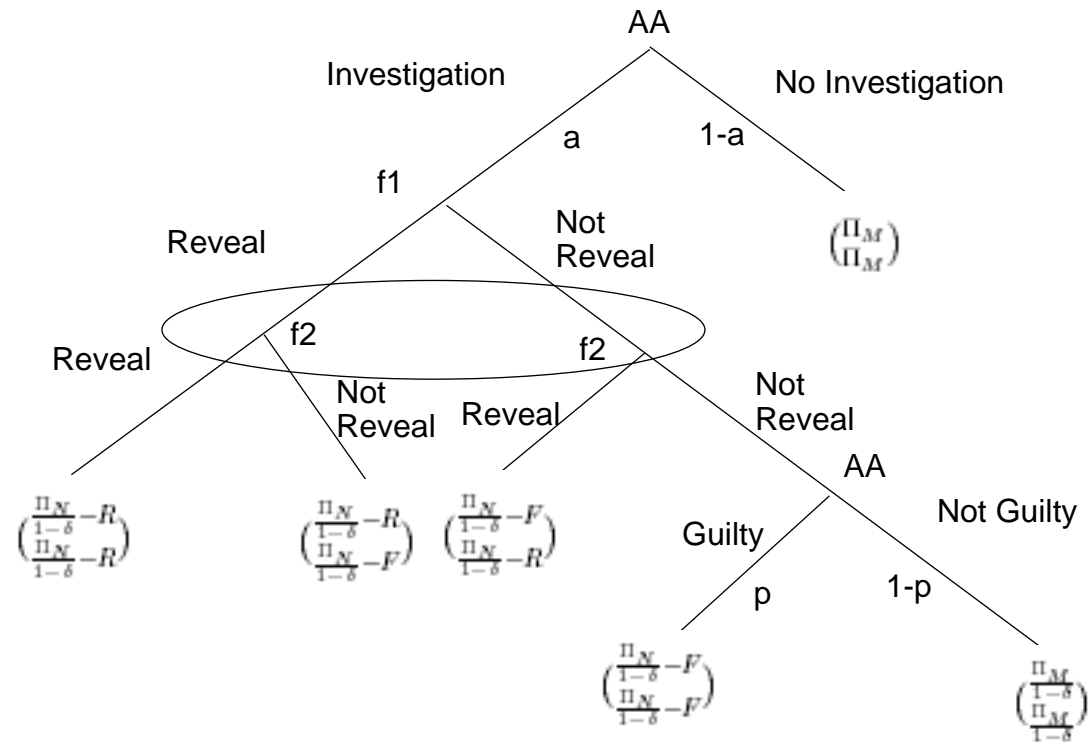 AA
Investigation
No Investigation
a
1-a
f1
Reveal
Not
Reveal
(Π_M
Π_M)
Reveal
f2
f2
Not
Reveal
Reveal
Not
Reveal
AA
(Π_N/1−δ −R
Π_N/1−δ −R)
(Π_N/1−δ −R
Π_N/1−δ −F)
(Π_N/1−δ −F
Π_N/1−δ −R)
Guilty
Not Guilty
p
1-p
(Π_N/1−δ −F
Π_N/1−δ −F)
(Π_M/1−δ
Π_M/1−δ)